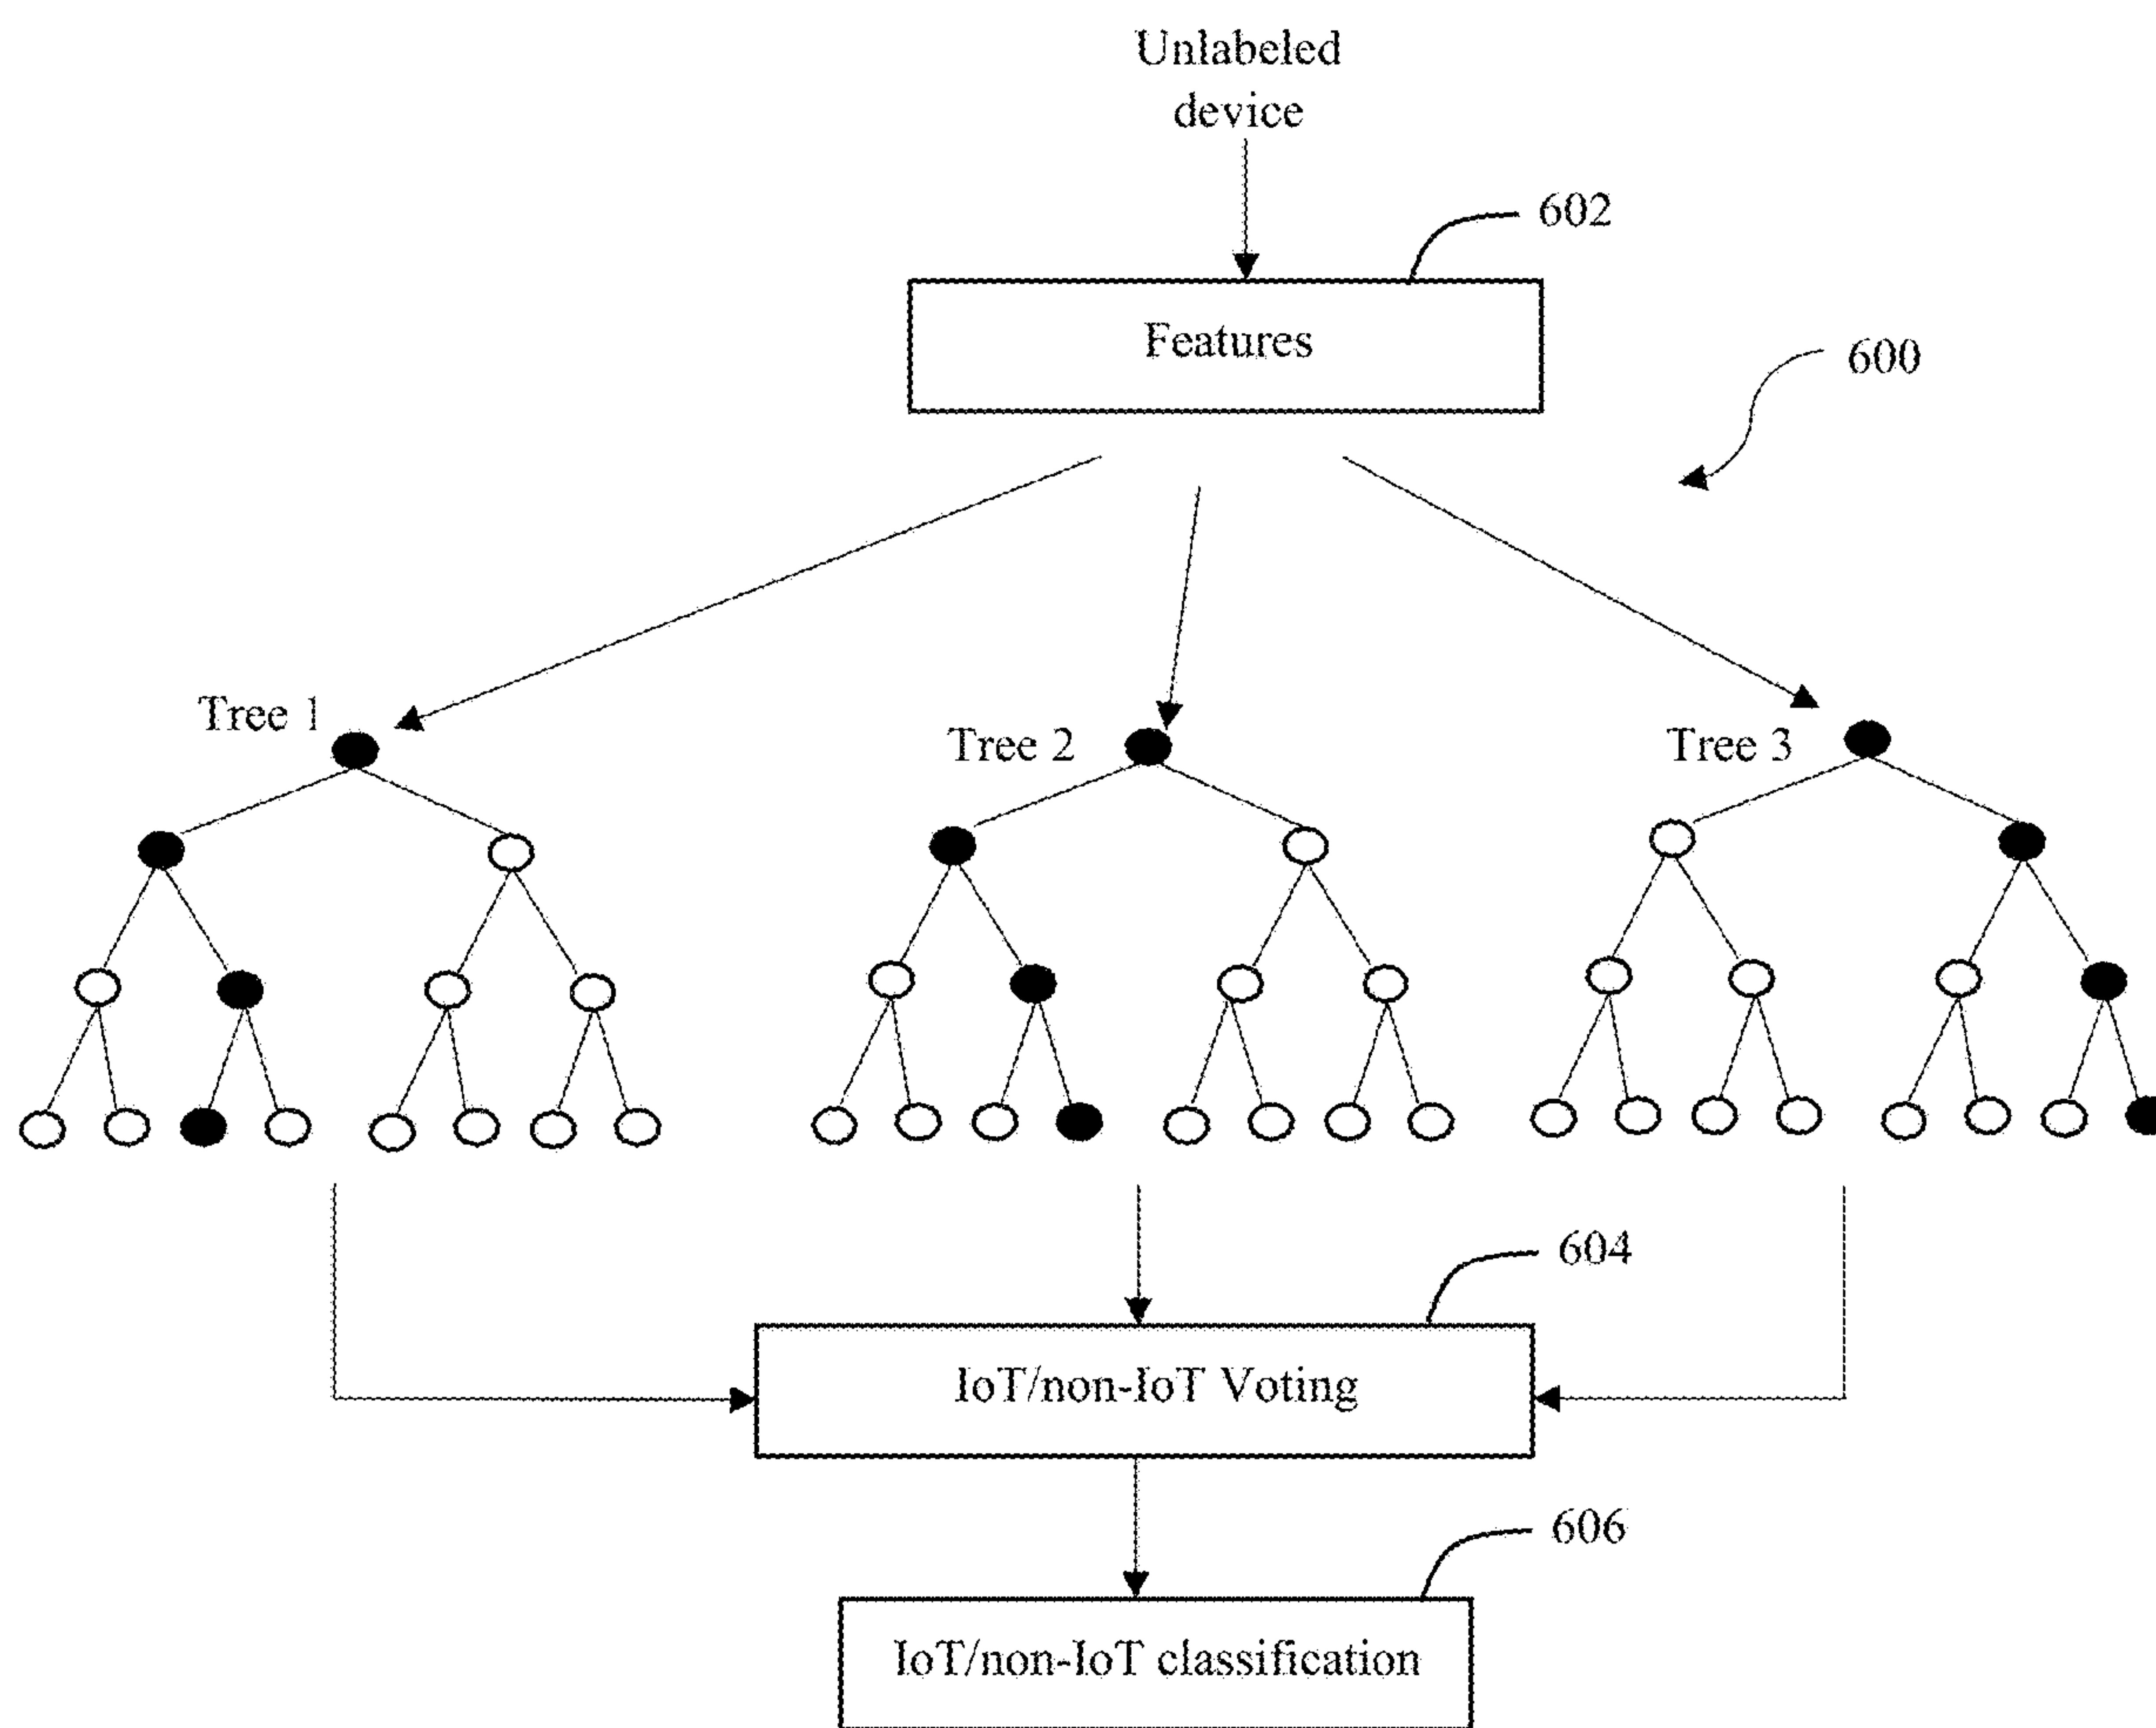 Unlabeled
device
602
Features
600
Tree 1
Tree 2
Tree 3
604
IoT/non-IoT Voting
606
IoT/non-IoT classification